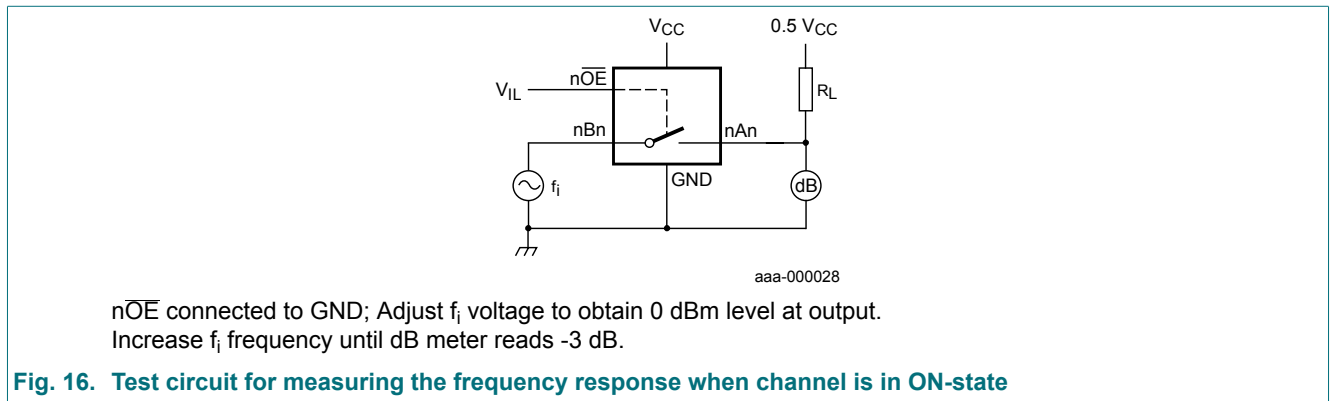 VCC
0.5 VCC
nOE
VIL
RL
nBn
nAn
fi
GND
dB
aaa-000028
nOE connected to GND; Adjust fi voltage to obtain 0 dBm level at output.
Increase fi frequency until dB meter reads -3 dB.
Fig. 16. Test circuit for measuring the frequency response when channel is in ON-state